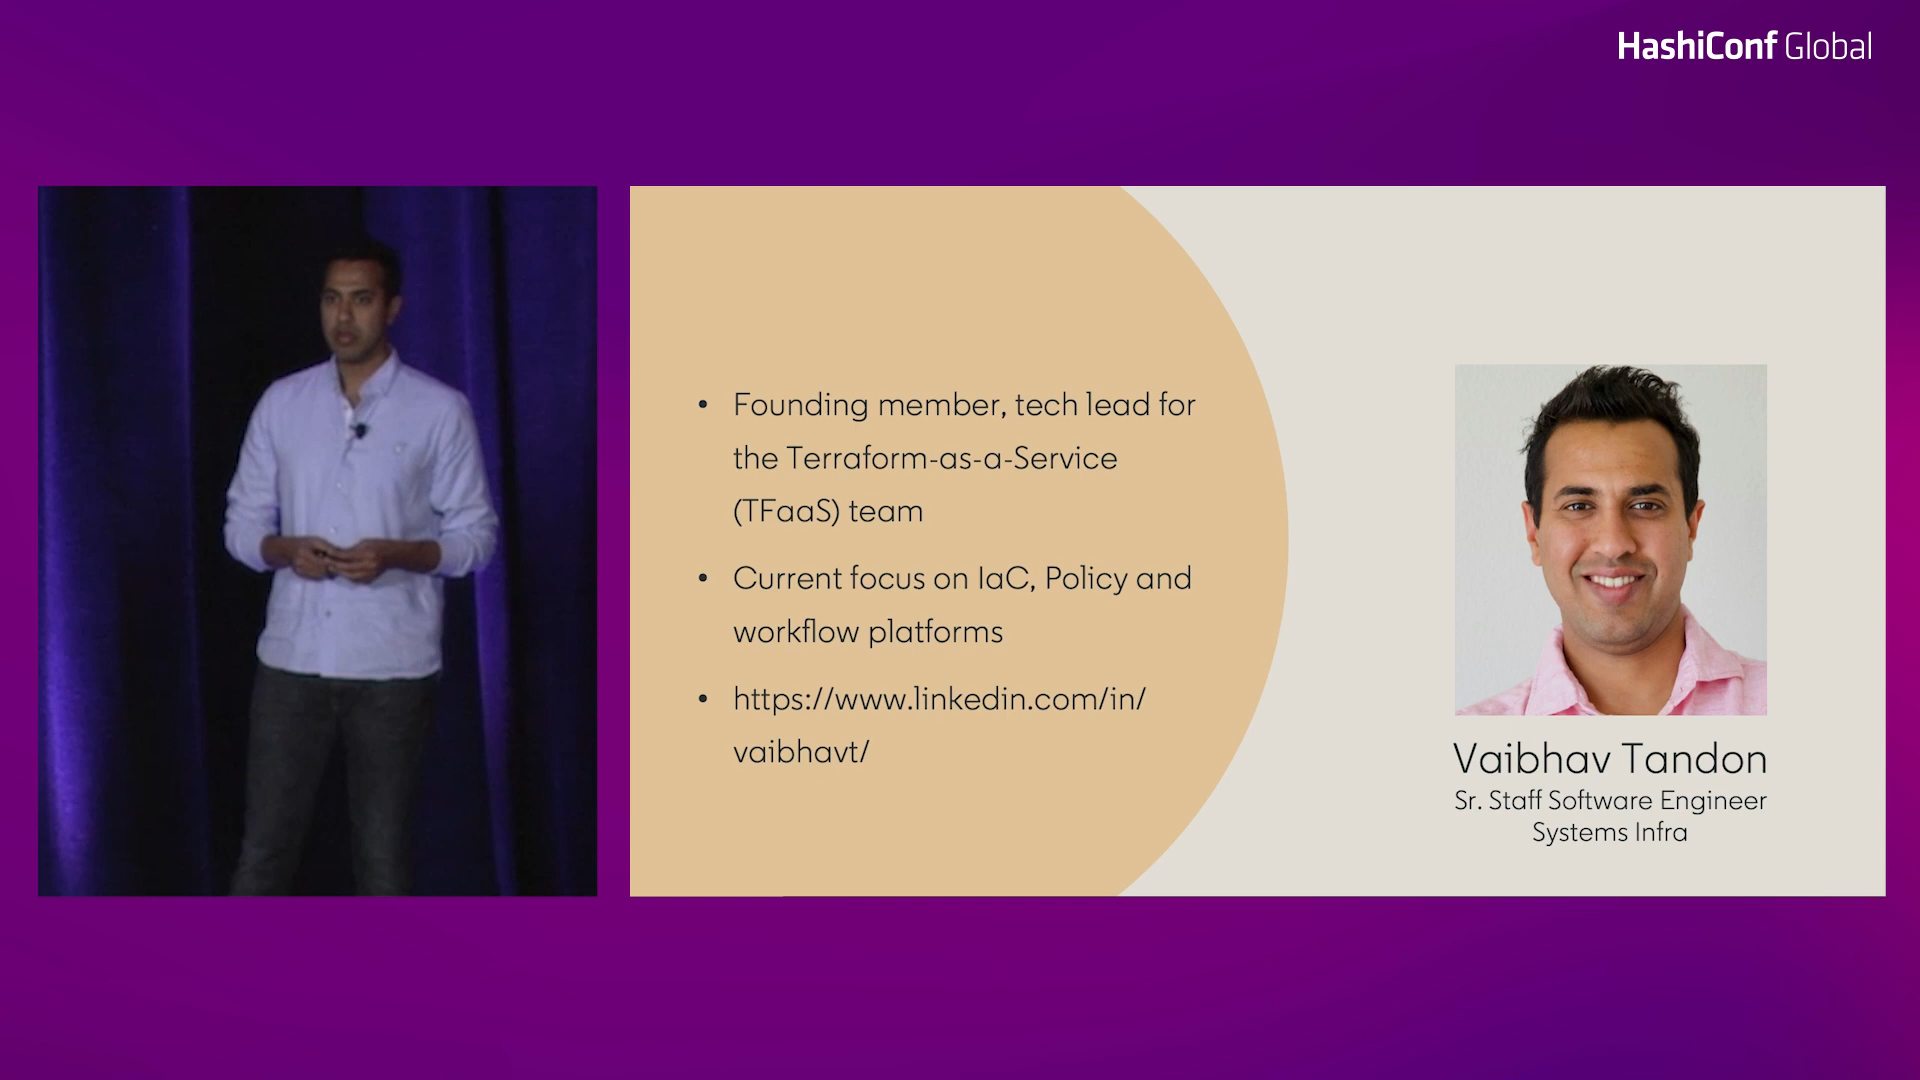 HashiConf Global
• Founding member, tech lead for
the Terraform-as-a-Service
(TFaaS) team
• Current focus on IaC, Policy and
workflow platforms
• https://www.linkedin.com/in/
vaibhavt/
Vaibhav Tandon
Sr. Staff Software Engineer
Systems Infra